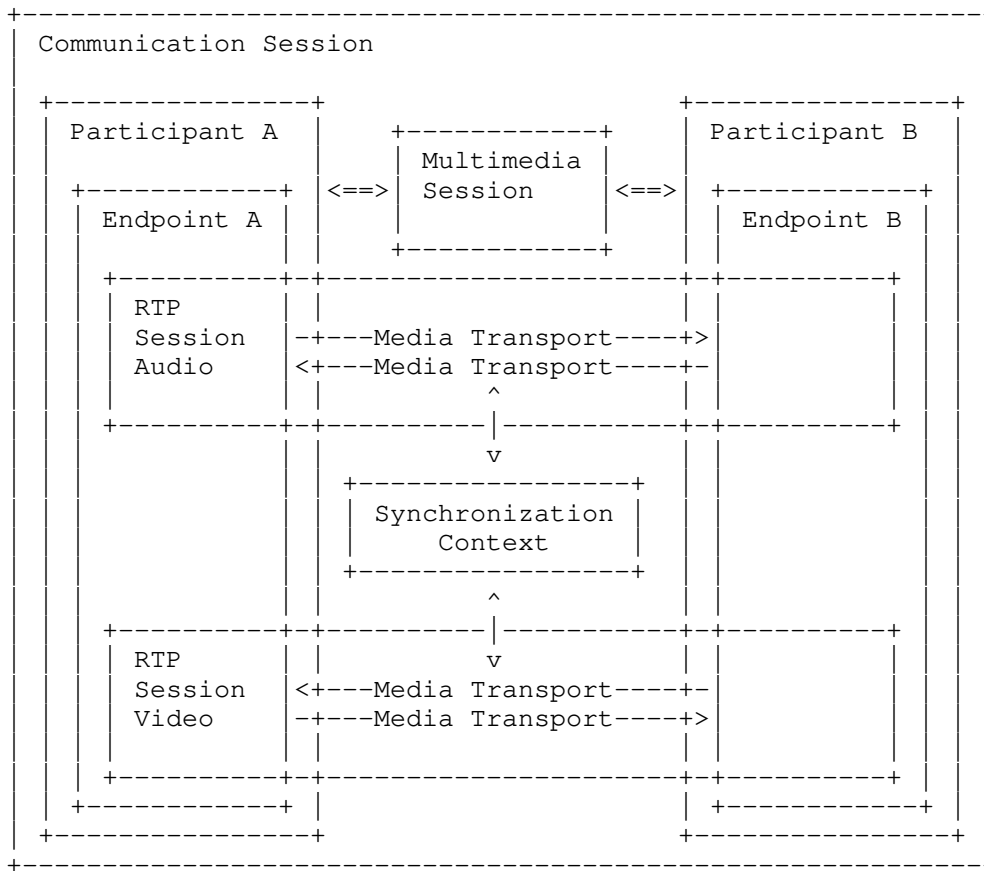 Communication Session
Participant A Participant B
Multimedia
<==> Session <==>
Endpoint A Endpoint B
RTP
Session -+---Media Transport----+>
Audio <+---Media Transport----+-
^
v
Synchronization
Context
^
RTP v
Session <+---Media Transport----+-
Video -+---Media Transport----+>